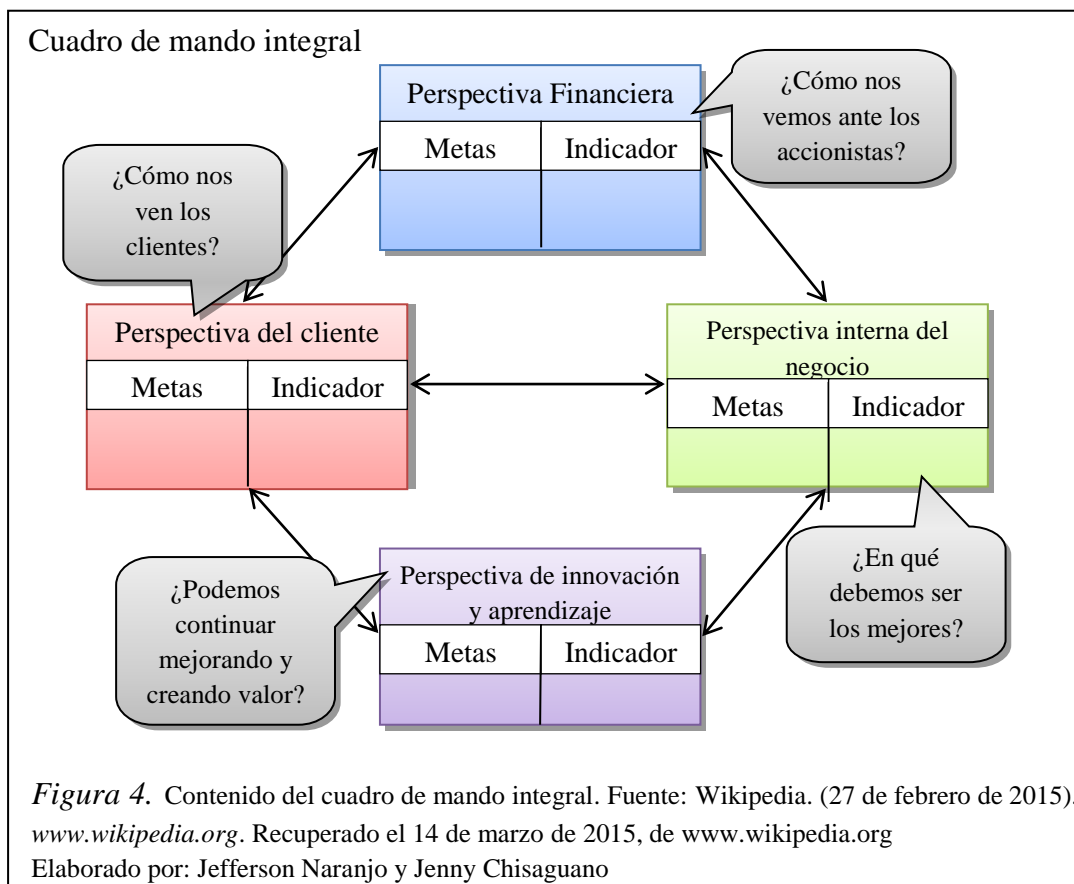 Cuadro de mando integral
Perspectiva Financiera
Metas
Indicador
¿Cómo nos
vemos ante los
accionistas?
¿Cómo nos
ven los
clientes?
Perspectiva del cliente
Metas
Indicador
Perspectiva interna del
negocio
Metas
Indicador
¿Podemos
continuar
mejorando y
creando valor?
Perspectiva de innovación
y aprendizaje
Metas
Indicador
¿En qué
debemos ser
los mejores?
Figura 4. Contenido del cuadro de mando integral. Fuente: Wikipedia. (27 de febrero de 2015).
www.wikipedia.org. Recuperado el 14 de marzo de 2015, de www.wikipedia.org
Elaborado por: Jefferson Naranjo y Jenny Chisaguano